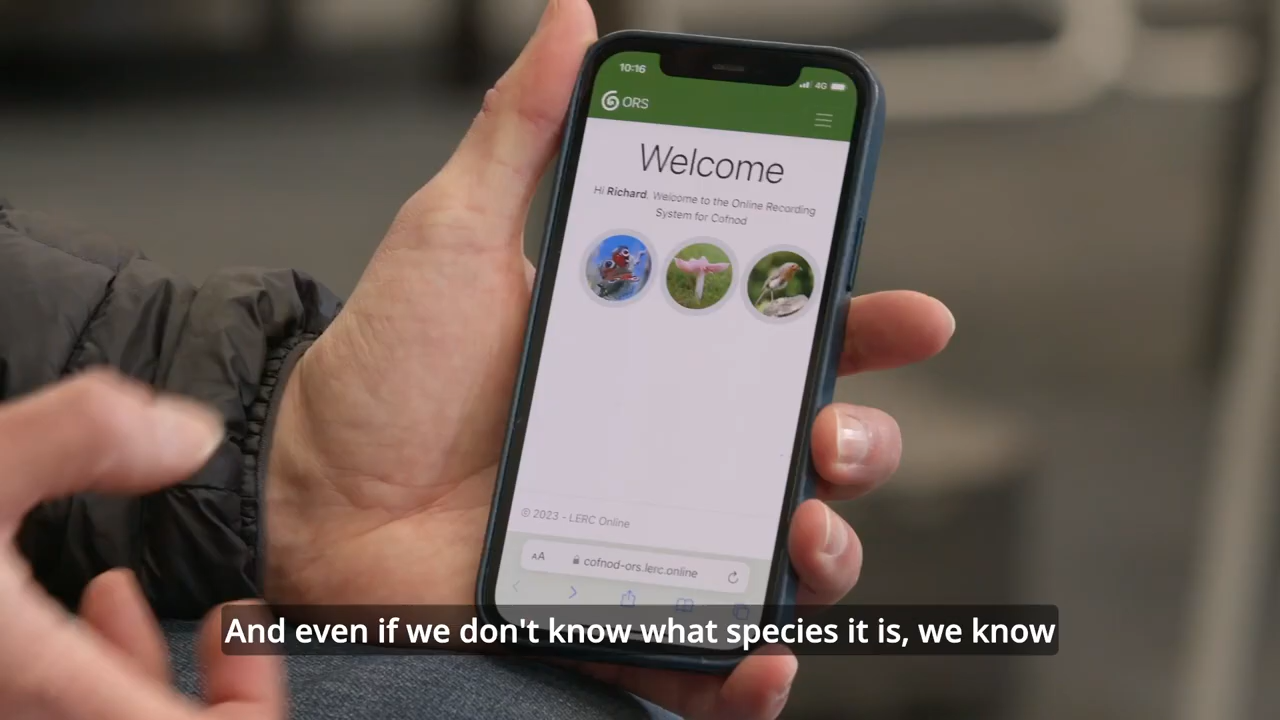 10:16
4G
ORS
Welcome
Hi Richard. Welcome to the Online Recording
System for Cofnod
© 2023 - LERC Online
AA
cofnod-ors.lerc.online
And even if we don't know what species it is, we know